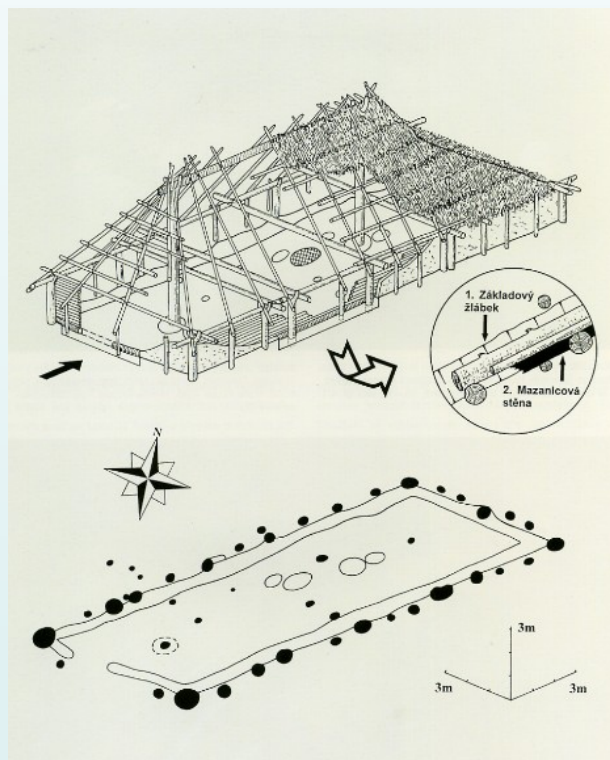 1. Základový
žlábek
2. Mazanicová
stěna
N
3m
3m
3m